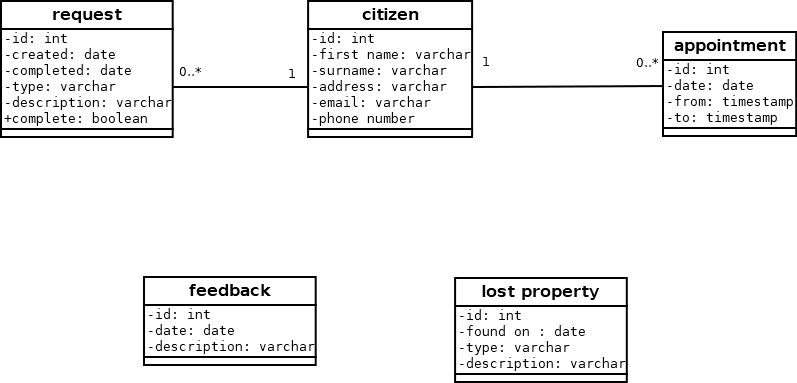 request
-id: int
-created: date
-completed: date
-type: varchar
-description: varchar
+complete: boolean
0..*
1
citizen
-id: int
-first name: varchar
-surname: varchar
-address: varchar
-email: varchar
-phone number
1
0..*
appointment
-id: int
-date: date
-from: timestamp
-to: timestamp
feedback
-id: int
-date: date
-description: varchar
lost property
-id: int
-found on : date
-type: varchar
-description: varchar